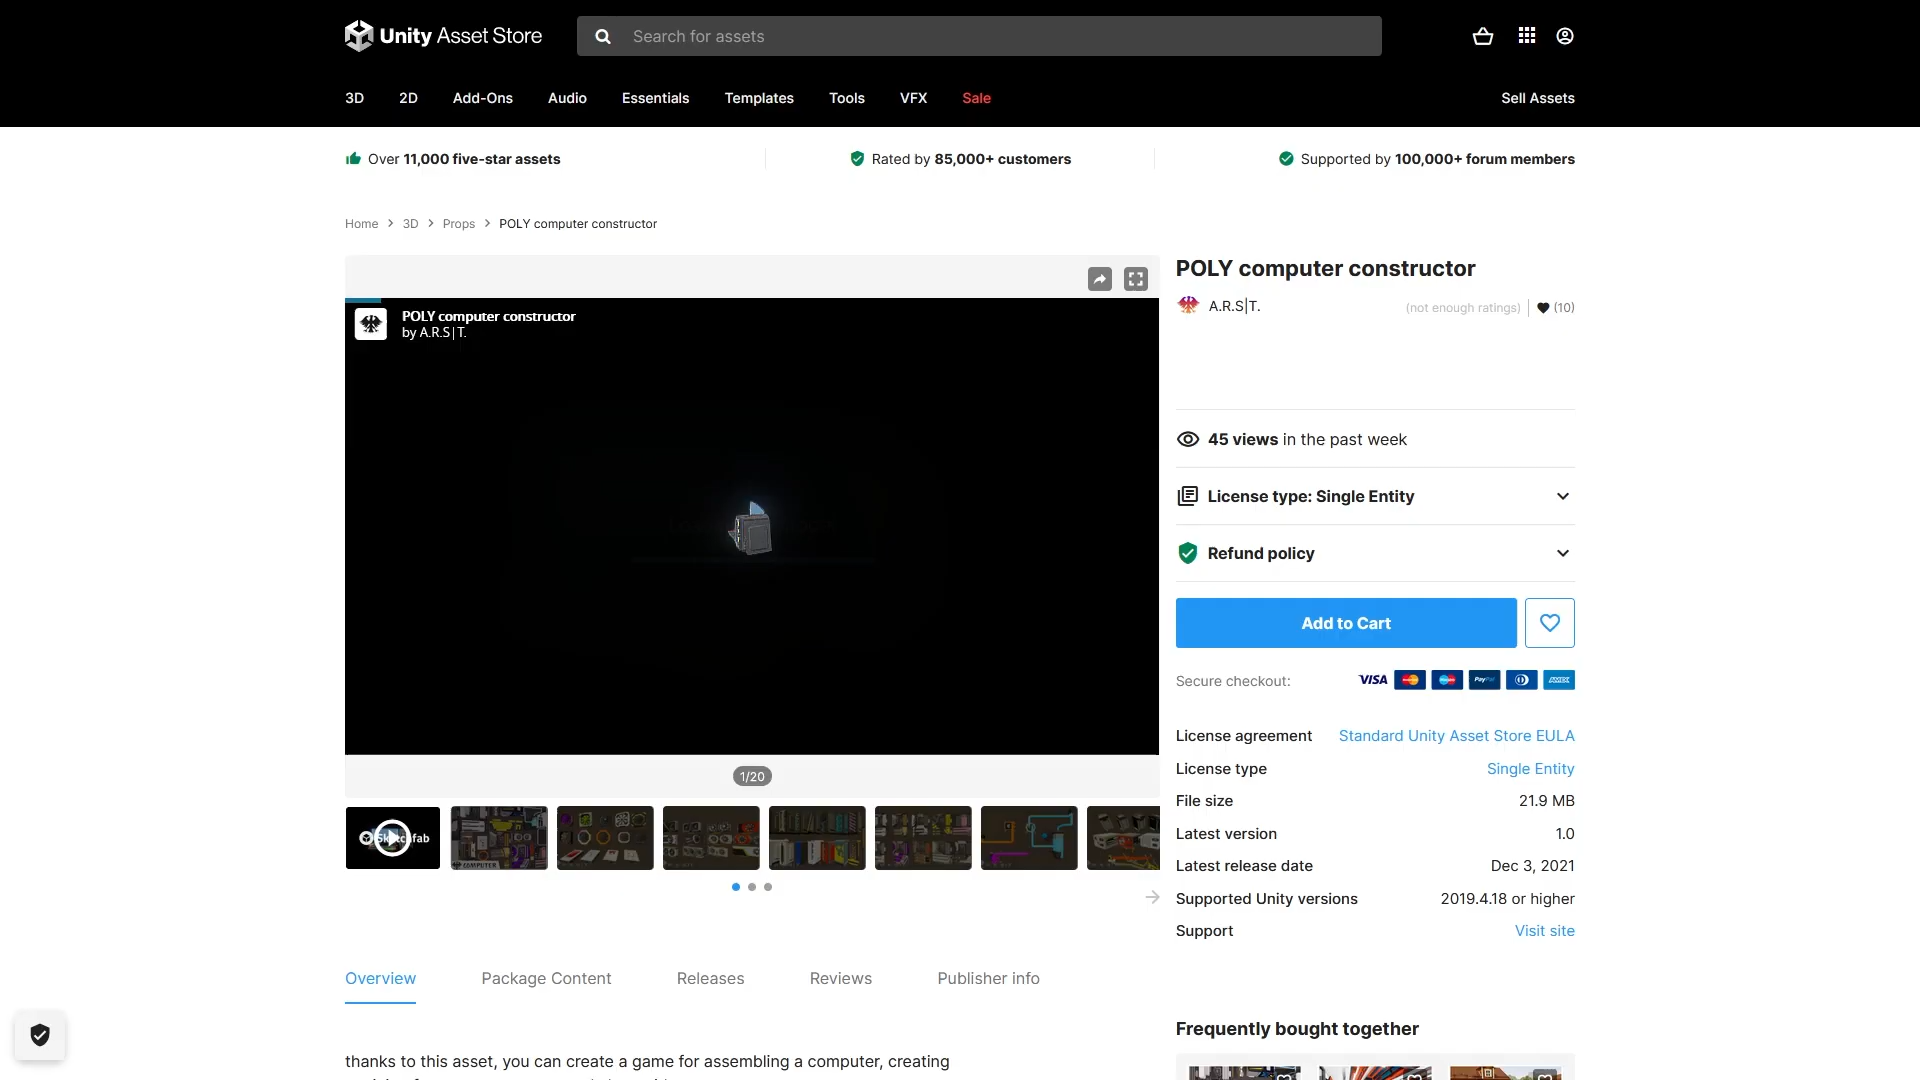 Unity Asset Store
Search for assets
3D 2D Add-Ons Audio Essentials Templates Tools VFX Sale Sell Assets
Over 11,000 five-star assets Rated by 85,000+ customers Supported by 100,000+ forum members
Home 3D Props POLY computer constructor
POLY computer constructor
A.R.S|T. (not enough ratings) (10)
POLY computer constructor
by A.R.S|T.
45 views in the past week
License type: Single Entity
Refund policy
Add to Cart
Secure checkout: VISA PayPal AMEX
License agreement Standard Unity Asset Store EULA
License type Single Entity
File size 21.9 MB
Latest version 1.0
Latest release date Dec 3, 2021
Supported Unity versions 2019.4.18 or higher
Support Visit site
1/20
Sketchfab
COMPUTER
Overview Package Content Releases Reviews Publisher info
thanks to this asset, you can create a game for assembling a computer, creating
Frequently bought together